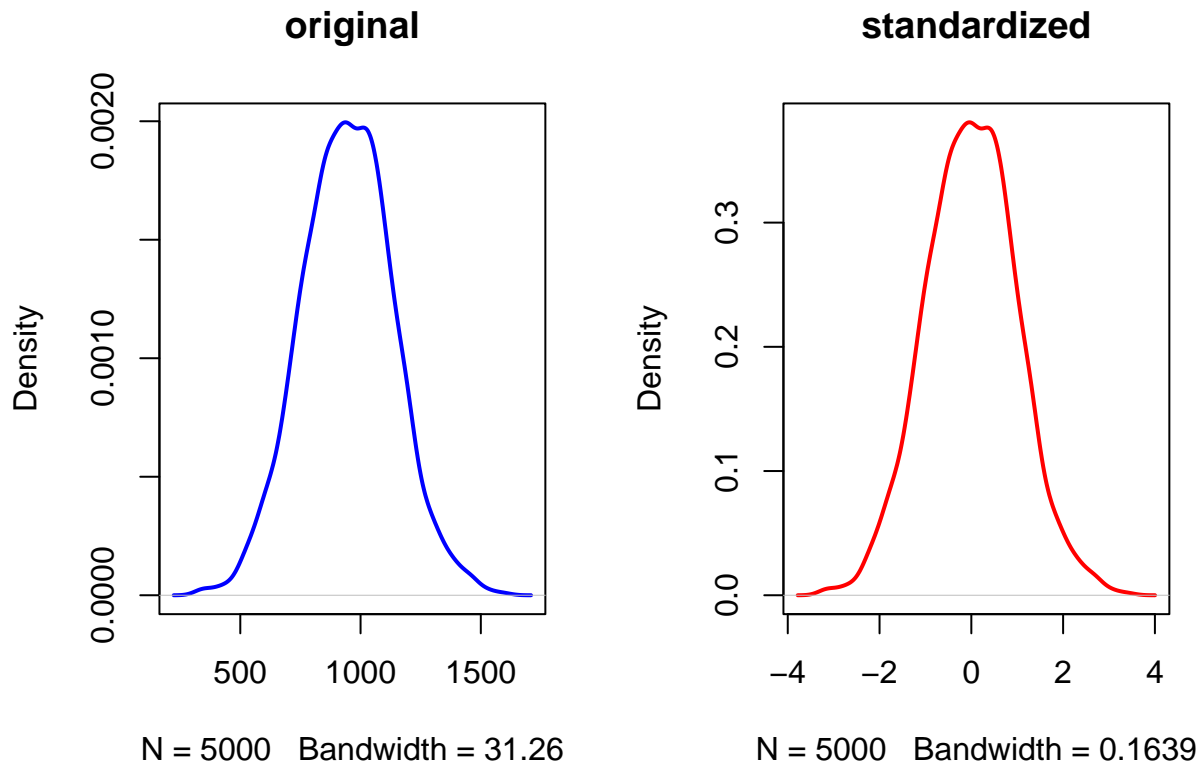 original
Density
0.0000
0.0010
0.0020
500
1000
1500
N = 5000 Bandwidth = 31.26
standardized
Density
0.0
0.1
0.2
0.3
−4
−2
0
2
4
N = 5000 Bandwidth = 0.1639